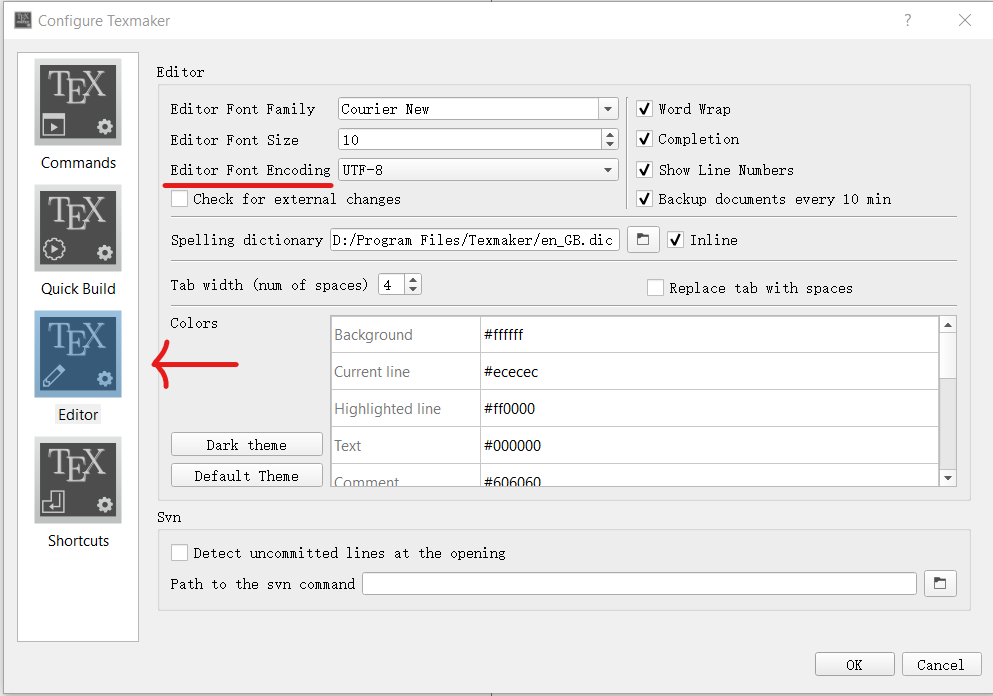 Configure Texmaker
TEX
Commands
TEX
Quick Build
TEX
Editor
TEX
Shortcuts
Editor
Editor Font Family Courier New
Word Wrap
Editor Font Size 10
Completion
Editor Font Encoding UTF-8
Show Line Numbers
Check for external changes
Backup documents every 10 min
Spelling dictionary D:/Program Files/Texmaker/en_GB.dic
Inline
Tab width (num of spaces) 4
Replace tab with spaces
Colors
Background #ffffff
Current line #ececec
Highlighted line #ff0000
Text #000000
Comment #606060
Dark theme
Default Theme
Svn
Detect uncommitted lines at the opening
Path to the svn command
OK
Cancel